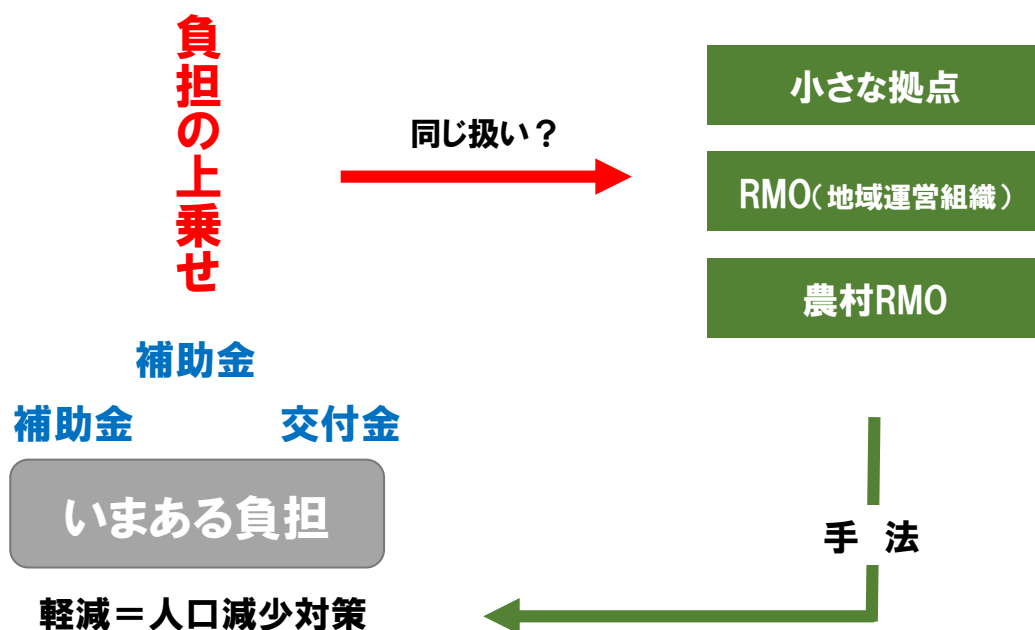 負担の上乗せ
同じ扱い？
小さな拠点
RMO（地域運営組織）
農村RMO
補助金
補助金
交付金
いまある負担
手 法
軽減＝人口減少対策